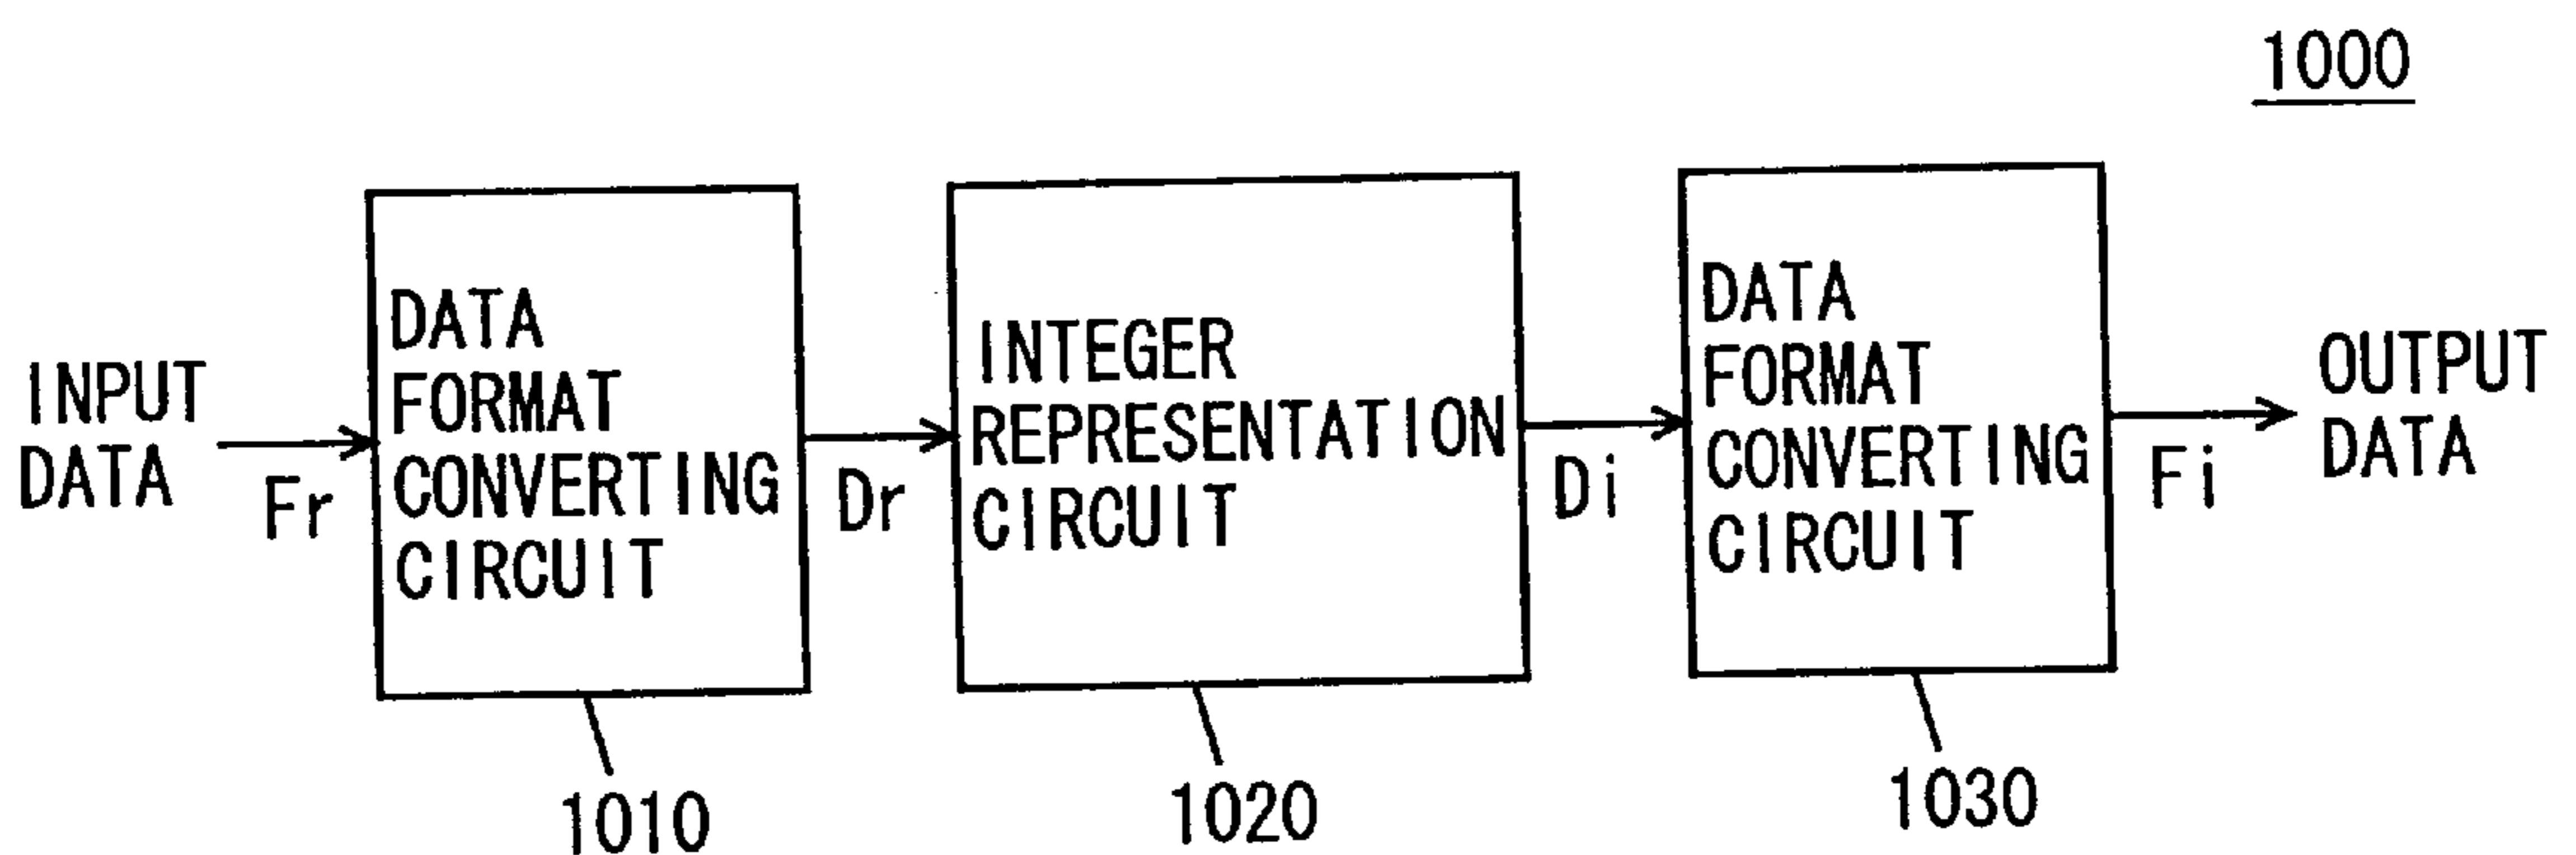 1000
INPUT
DATA
Fr
DATA
FORMAT
CONVERTING
CIRCUIT
1010
Dr
INTEGER
REPRESENTATION
CIRCUIT
1020
Di
DATA
FORMAT
CONVERTING
CIRCUIT
1030
Fi
OUTPUT
DATA